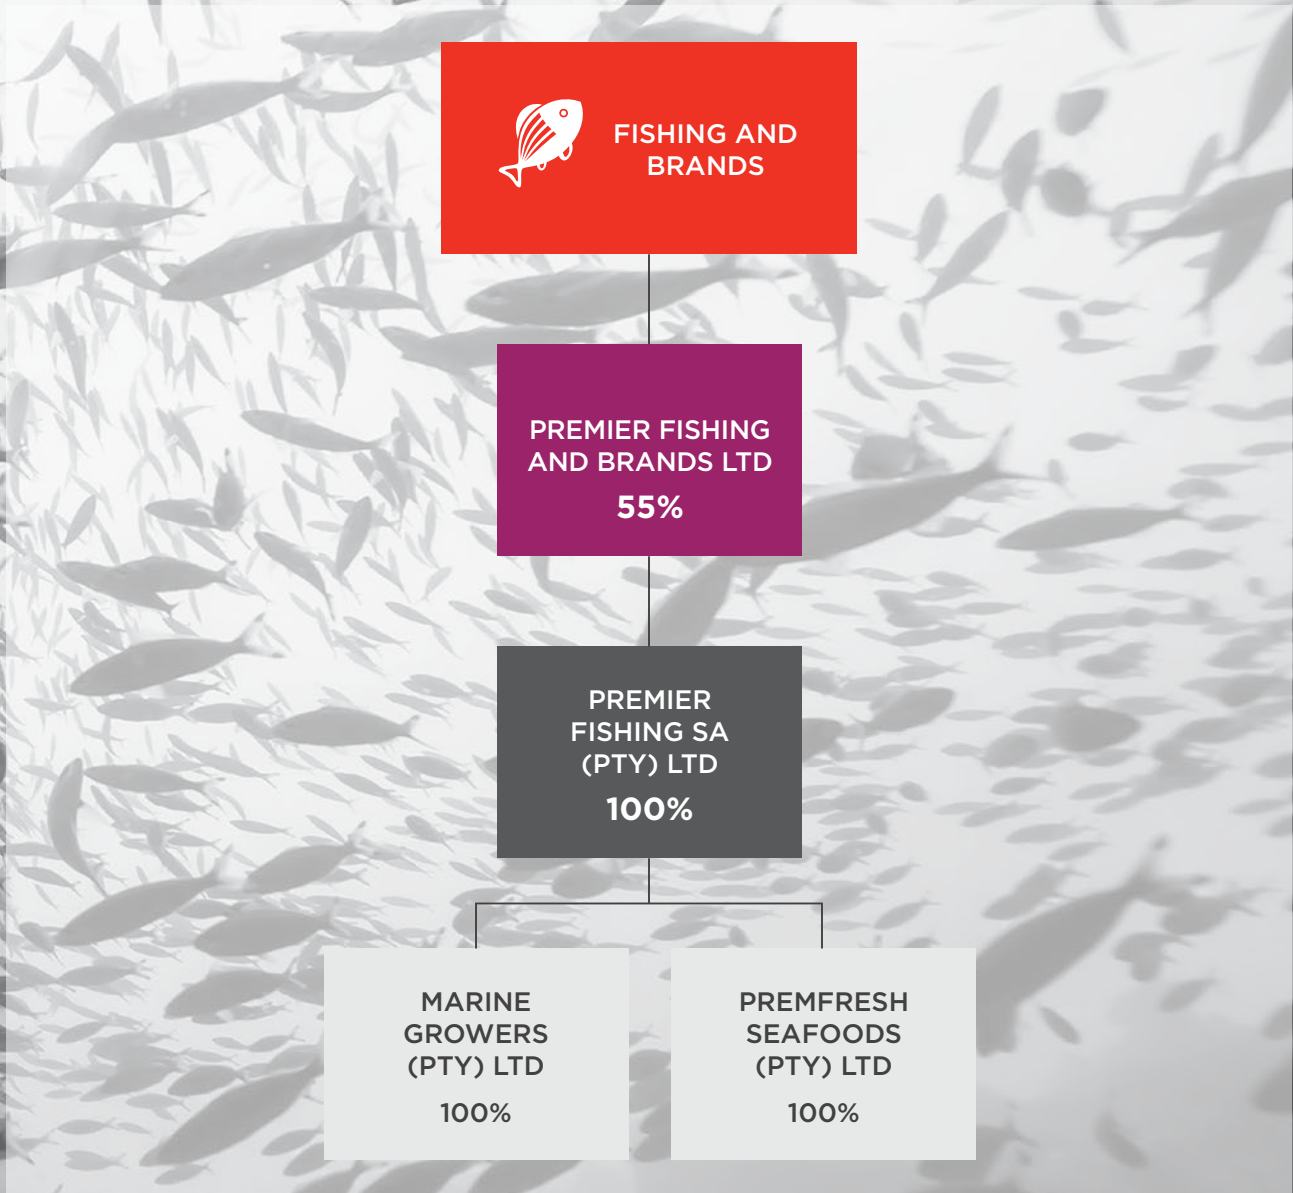 FISHING AND
BRANDS
PREMIER FISHING
AND BRANDS LTD
55%
PREMIER
FISHING SA
(PTY) LTD
100%
MARINE
GROWERS
(PTY) LTD
100%
PREMFRESH
SEAFOODS
(PTY) LTD
100%